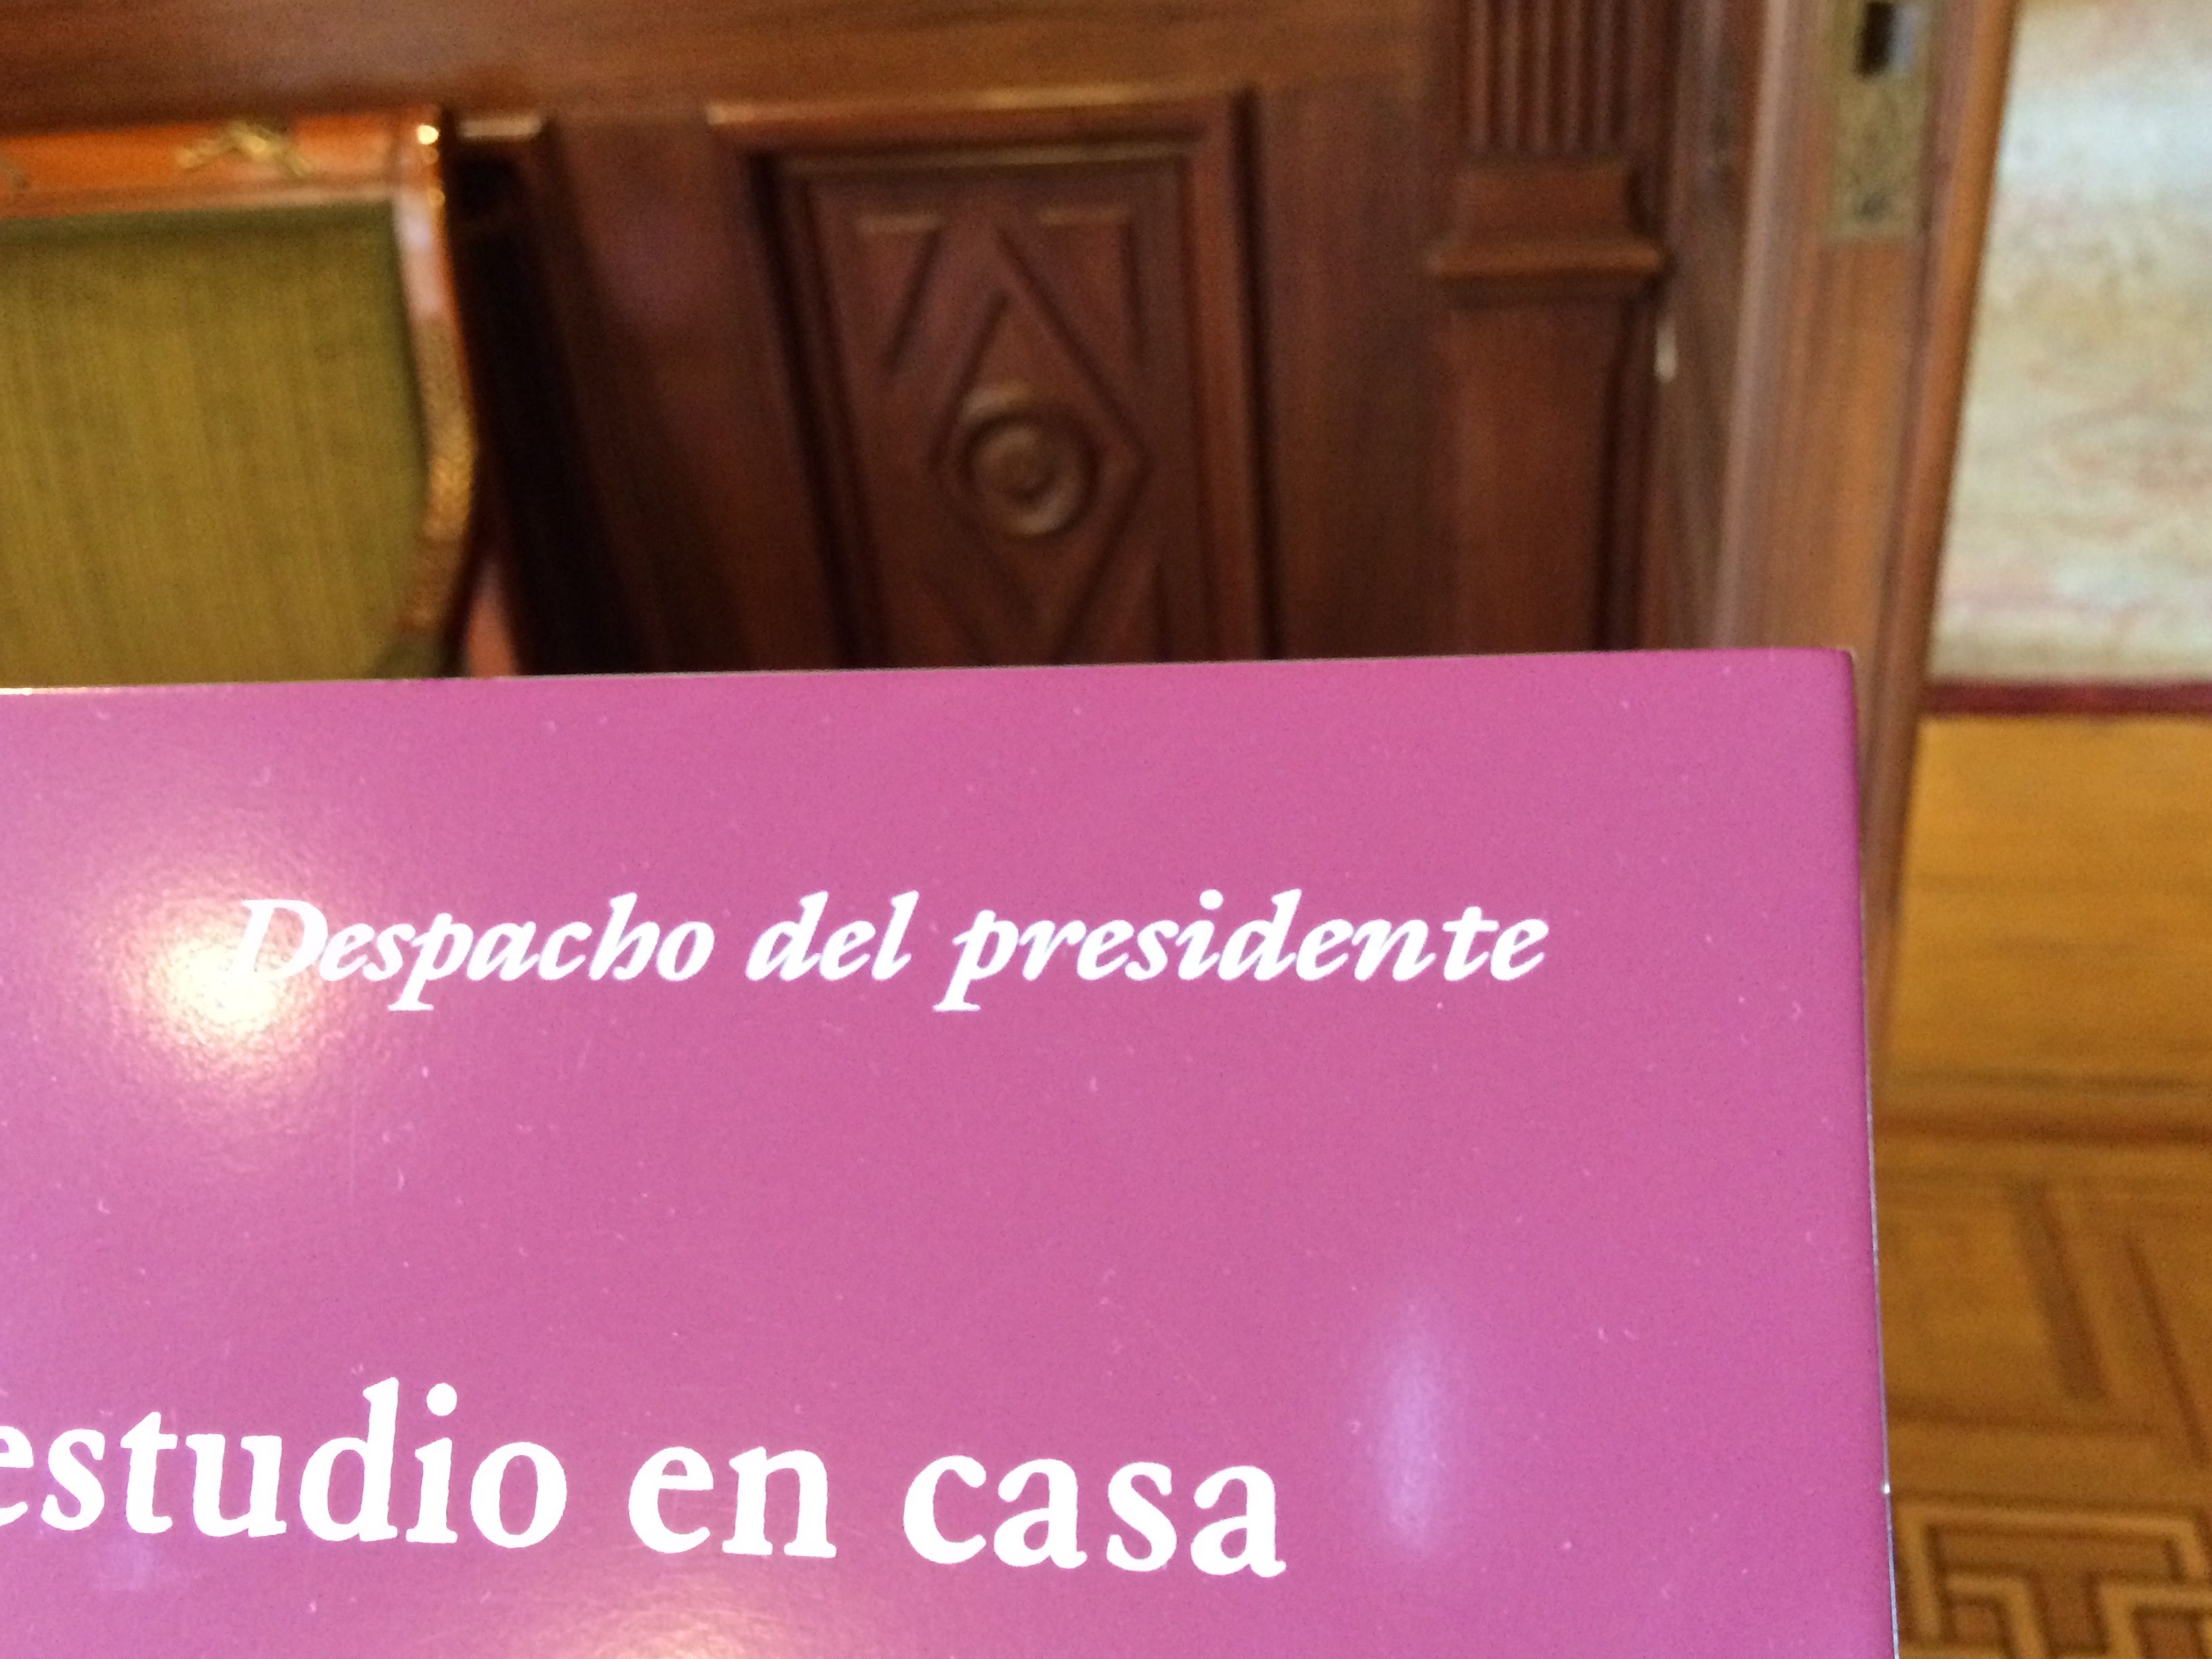 Despacho del presidente
estudio en casa